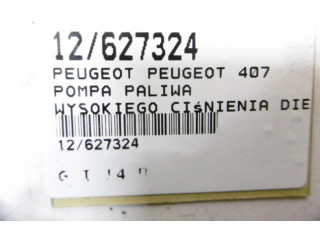 12/627324
PEUGEOT PEUGEOT 407
POMPA PALIWA
WYSOKIEGO CIśNIENIA DIE
12/627324